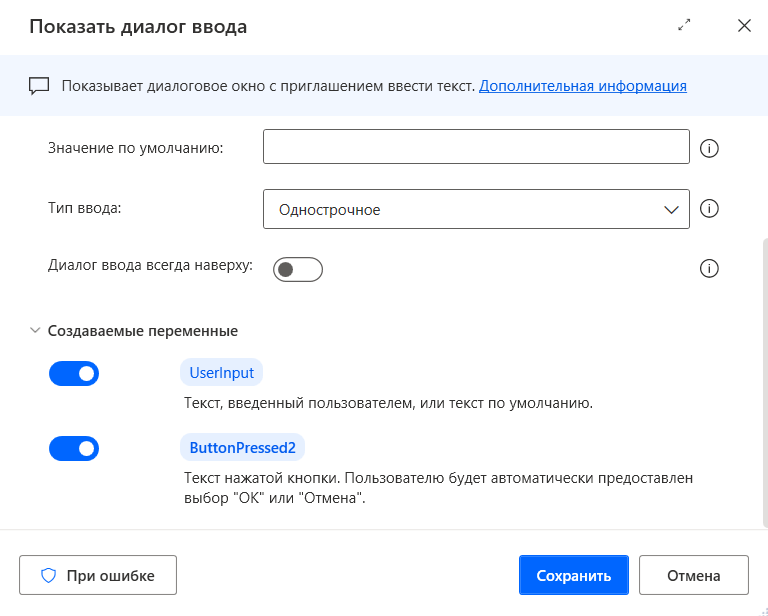 Показать диалог ввода
Показывает диалоговое окно с приглашением ввести текст. Дополнительная информация
Значение по умолчанию:
Тип ввода:
Однострочное
Диалог ввода всегда наверху:
Создаваемые переменные
UserInput
Текст, введенный пользователем, или текст по умолчанию.
ButtonPressed2
Текст нажатой кнопки. Пользователю будет автоматически предоставлен
выбор "ОК" или "Отмена".
При ошибке
Сохранить
Отмена